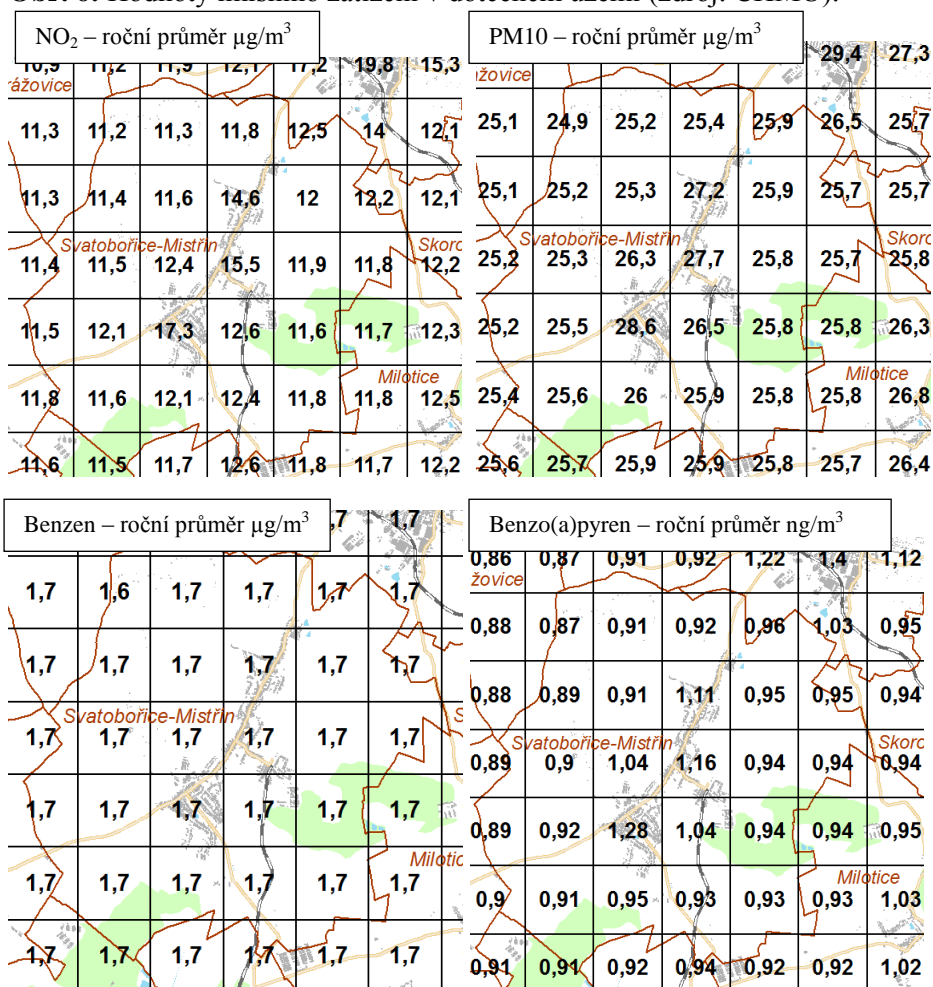 Obr. 6: Hodnoty imisního zatížení v dotčeném území (zdroj: ČHMÚ).
NO2 – roční průměr µg/m3
10,9 11,2 11,9 12,1 17,2 19,8 15,3
ážovice
11,3 11,2 11,3 11,8 12,5 14 12,1
11,3 11,4 11,6 14,6 12 12,2 12,1
Svatobořice-Mistřín Skoro
11,4 11,5 12,4 15,5 11,9 11,8 12,2
11,5 12,1 17,3 12,6 11,6 11,7 12,3
Milotice
11,8 11,6 12,1 12,4 11,8 11,8 12,5
11,6 11,5 11,7 12,6 11,8 11,7 12,2
PM10 – roční průměr µg/m3
29,4 27,3
ážovice
25,1 24,9 25,2 25,4 25,9 26,5 25,7
25,1 25,2 25,3 27,2 25,9 25,7 25,7
Svatobořice-Mistřín Skoro
25,2 25,3 26,3 27,7 25,8 25,7 25,8
25,2 25,5 28,6 26,5 25,8 25,8 26,3
Milotice
25,4 25,6 26 25,9 25,8 25,8 26,8
25,6 25,7 25,9 25,9 25,8 25,7 26,4
Benzen – roční průměr µg/m3
,7 1,7
1,7 1,6 1,7 1,7 1,7 1,7
1,7 1,7 1,7 1,7 1,7 1,7
Svatobořice-Mistřín S
1,7 1,7 1,7 1,7 1,7 1,7
1,7 1,7 1,7 1,7 1,7 1,7
Milotic
1,7 1,7 1,7 1,7 1,7 1,7
1,7 1,7 1,7 1,7 1,7 1,7
Benzo(a)pyren – roční průměr ng/m3
0,86 0,87 0,91 0,92 1,22 1,4 1,12
žovice
0,88 0,87 0,91 0,92 0,96 1,03 0,95
0,88 0,89 0,91 1,11 0,95 0,95 0,94
Svatobořice-Mistřín Skoro
0,89 0,9 1,04 1,16 0,94 0,94 0,94
0,89 0,92 1,28 1,04 0,94 0,94 0,95
Milotice
0,9 0,91 0,95 0,93 0,93 0,93 1,03
0,91 0,91 0,92 0,94 0,92 0,92 1,02